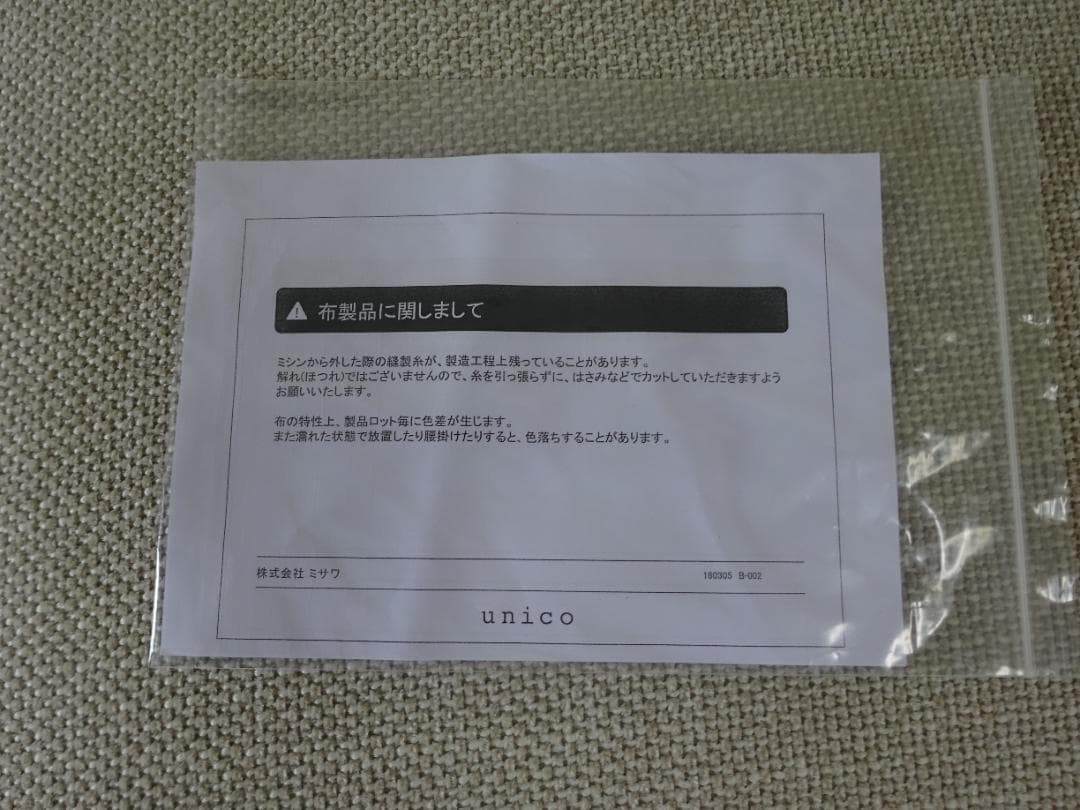 布製品に関しまして
ミシンから外した際の縫製糸が、製造工程上残っていることがあります。
解れ(ほつれ)ではございませんので、糸を引っ張らずに、はさみなどでカットしていただきますよう
お願いいたします。
布の特性上、製品ロット毎に色差が生じます。
また濡れた状態で放置したり腰掛けたりすると、色落ちすることがあります。
株式会社 ミサワ 180305 B-002
unico